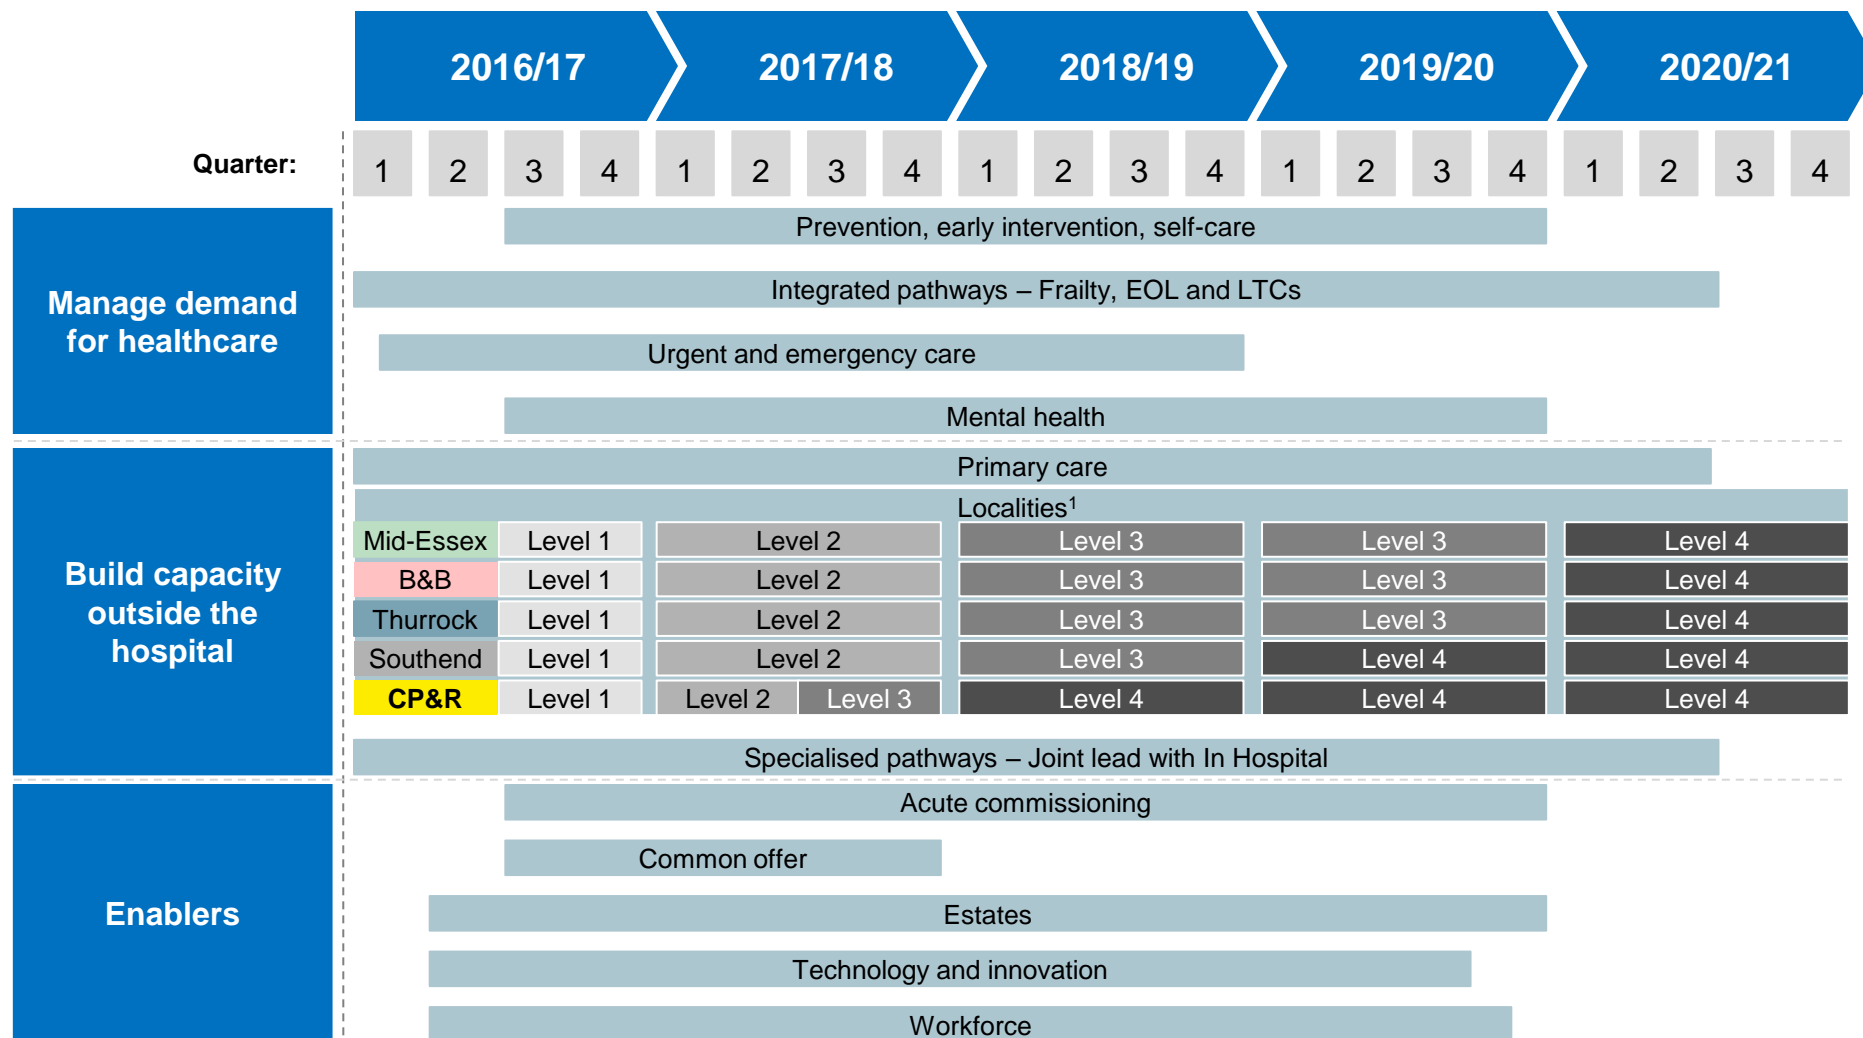 2016/17 2017/18 2018/19 2019/20 2020/21
Quarter: 1 2 3 4 1 2 3 4 1 2 3 4 1 2 3 4 1 2 3 4
Manage demand
for healthcare
Prevention, early intervention, self-care
Integrated pathways – Frailty, EOL and LTCs
Urgent and emergency care
Mental health
Build capacity
outside the
hospital
Primary care
Localities¹
Mid-Essex Level 1 Level 2 Level 3 Level 3 Level 4
B&B Level 1 Level 2 Level 3 Level 3 Level 4
Thurrock Level 1 Level 2 Level 3 Level 3 Level 4
Southend Level 1 Level 2 Level 3 Level 4 Level 4
CP&R Level 1 Level 2 Level 3 Level 4 Level 4 Level 4
Specialised pathways – Joint lead with In Hospital
Enablers
Acute commissioning
Common offer
Estates
Technology and innovation
Workforce